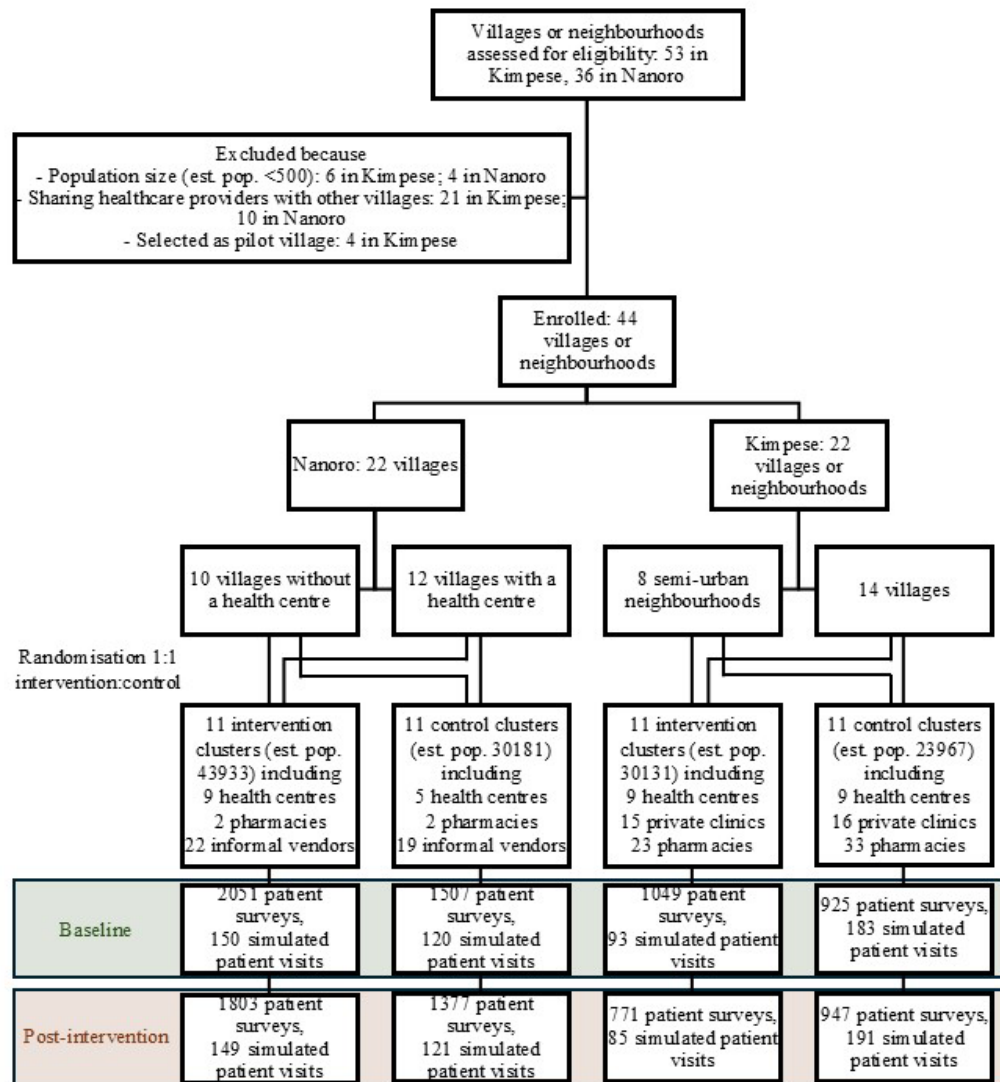 Villages or neighbourhoods
assessed for eligibility: 53 in
Kimpese, 36 in Nanoro
Excluded because
- Population size (est. pop. <500): 6 in Kimpese; 4 in Nanoro
- Sharing healthcare providers with other villages: 21 in Kimpese;
10 in Nanoro
- Selected as pilot village: 4 in Kimpese
Enrolled: 44
villages or
neighbourhoods
Nanoro: 22 villages
Kimpese: 22
villages or
neighbourhoods
10 villages without
a health centre
12 villages with a
health centre
8 semi-urban
neighbourhoods
14 villages
Randomisation 1:1
intervention:control
11 intervention
clusters (est. pop.
43933) including
9 health centres
2 pharmacies
22 informal vendors
11 control clusters
(est. pop. 30181)
including
5 health centres
2 pharmacies
19 informal vendors
11 intervention
clusters (est. pop.
30131) including
9 health centres
15 private clinics
23 pharmacies
11 control clusters
(est. pop. 23967)
including
9 health centres
16 private clinics
33 pharmacies
Baseline
2051 patient
surveys,
150 simulated
patient visits
1507 patient
surveys,
120 simulated
patient visits
1049 patient
surveys,
93 simulated patient
visits
925 patient surveys,
183 simulated
patient visits
Post-intervention
1803 patient
surveys,
149 simulated
patient visits
1377 patient
surveys,
121 simulated
patient visits
771 patient surveys,
85 simulated patient
visits
947 patient surveys,
191 simulated
patient visits